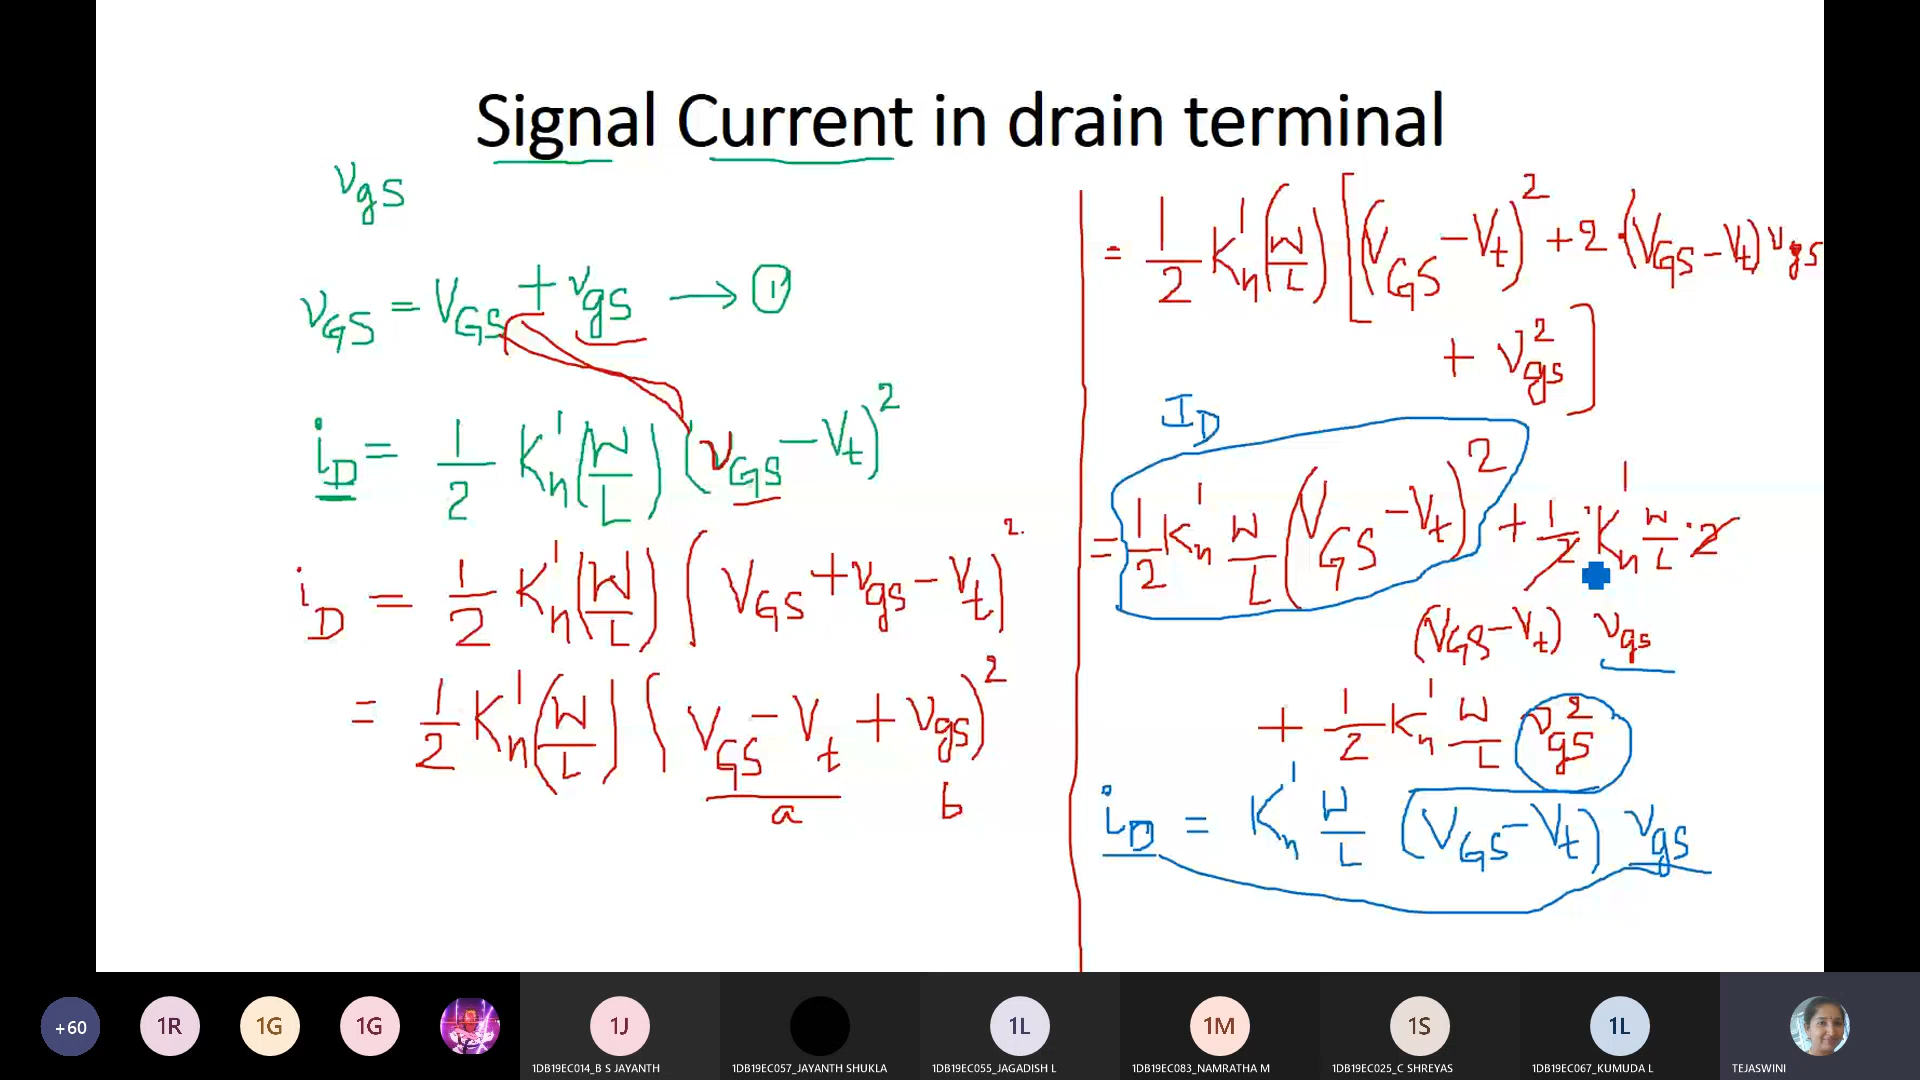 Signal Current in drain terminal
vgs
vGS = VGS + vgs → ①
iD = 1/2 K'n (W/L) (vGS - Vt)²
iD = 1/2 K'n (W/L) (VGS + vgs - Vt)².
= 1/2 K'n (W/L) (VGS - Vt + vgs)²
a b
= 1/2 K'n (W/L) [(VGS - Vt)² + 2·(VGS - Vt) vgs
+ vgs²]
ID
= 1/2 K'n W/L (VGS - Vt)² + 1/2 · K'n W/L · 2
(VGS - Vt) vgs
+ 1/2 K'n W/L vgs²
iD = K'n W/L (VGS - Vt) vgs
+60 1R 1G 1G 1J 1L 1M 1S 1L
1DB19EC014_B S JAYANTH 1DB19EC057_JAYANTH SHUKLA 1DB19EC055_JAGADISH L 1DB19EC083_NAMRATHA M 1DB19EC025_C SHREYAS 1DB19EC067_KUMUDA L TEJASWINI